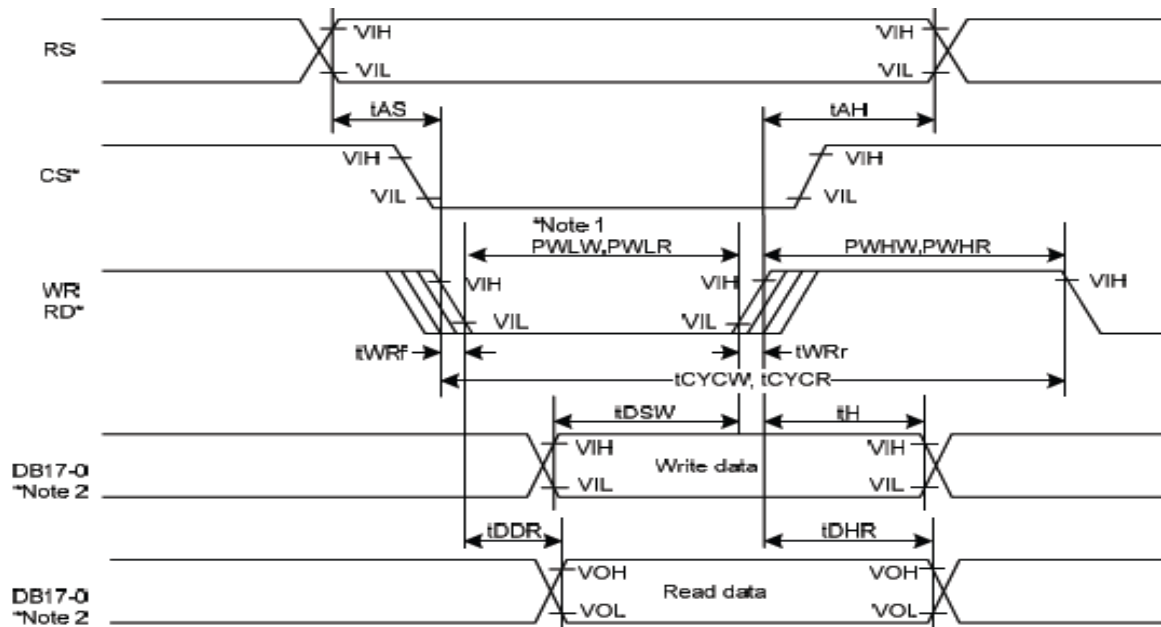 RS
VIH
VIH
VIL
VIL
tAS
tAH
CS*
VIH
VIH
VIL
VIL
*Note 1
PWLW,PWLR
PWHW,PWHR
WR
RD*
VIH
VIH
VIH
VIL
VIL
tWRf
tWRr
tCYCW, tCYCR
tDSW
tH
DB17-0
*Note 2
VIH
Write data
VIH
VIL
VIL
tDDR
tDHR
DB17-0
*Note 2
VOH
Read data
VOH
VOL
VOL